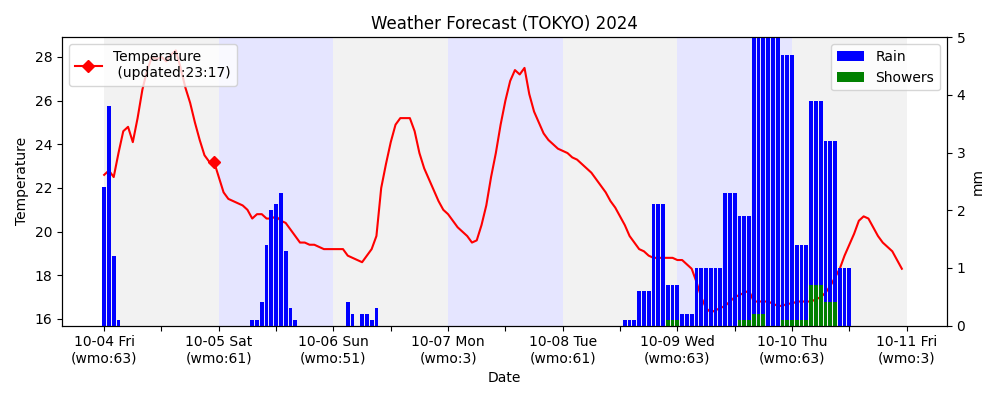 Weather Forecast (TOKYO) 2024
Temperature
(updated:23:17)
Rain
Showers
28
26
24
22
20
18
16
Temperature
5
4
3
2
1
0
mm
10-04 Fri
(wmo:63)
10-05 Sat
(wmo:61)
10-06 Sun
(wmo:51)
10-07 Mon
(wmo:3)
10-08 Tue
(wmo:61)
10-09 Wed
(wmo:63)
10-10 Thu
(wmo:63)
10-11 Fri
(wmo:3)
Date